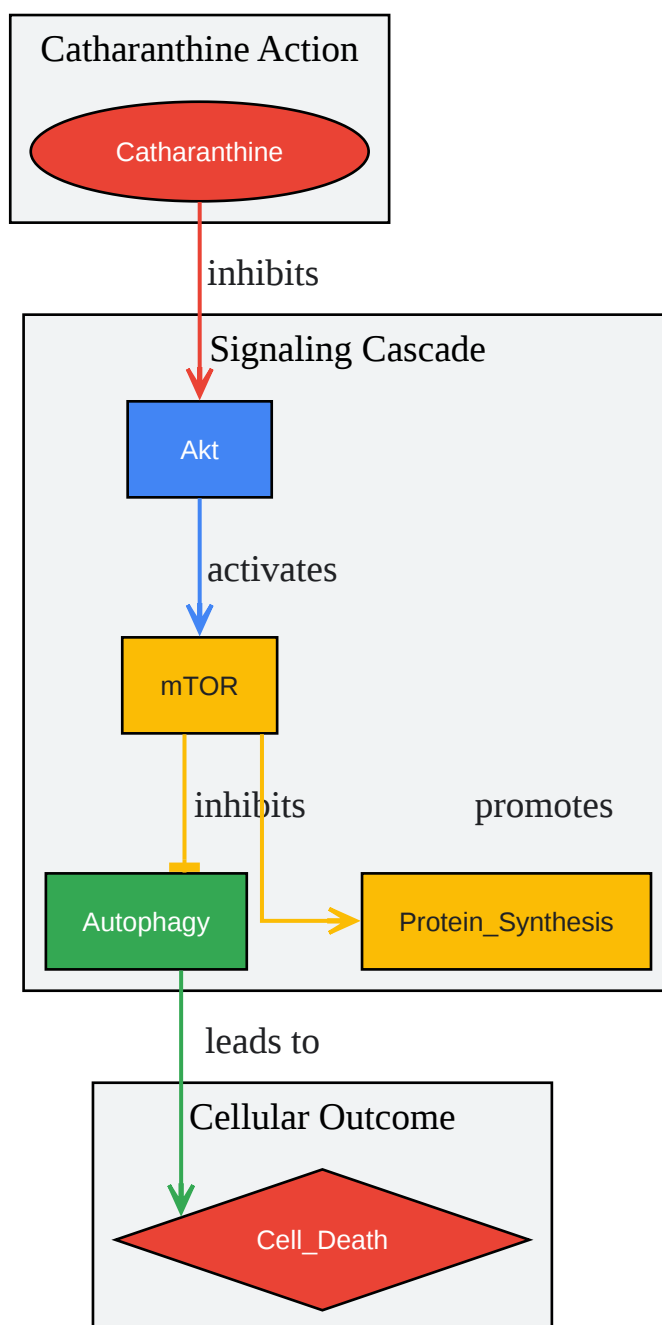 Catharanthine Action
Catharanthine
inhibits
Signaling Cascade
Akt
activates
mTOR
inhibits
promotes
Autophagy
Protein_Synthesis
leads to
Cellular Outcome
Cell_Death